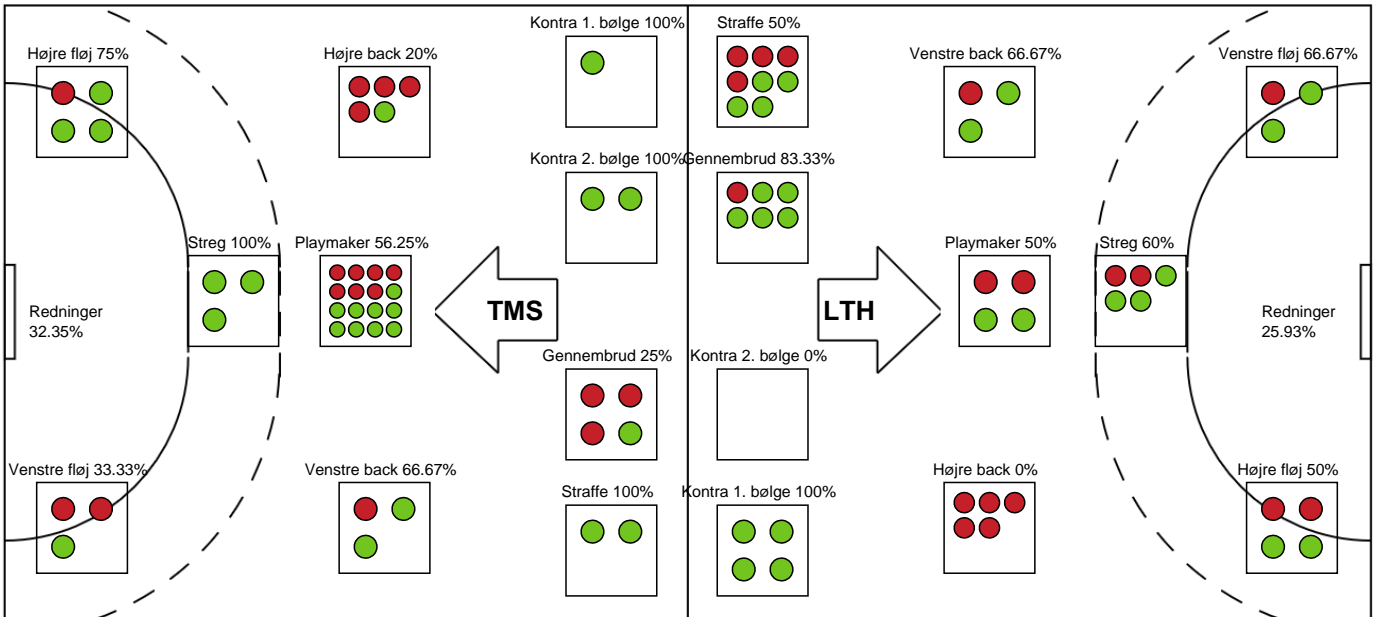 Kontra 1. bølge 100%
Straffe 50%
Højre fløj 75%
Højre back 20%
Venstre back 66.67%
Venstre fløj 66.67%
Kontra 2. bølge 100%
Gennembrud 83.33%
Streg 100%
Playmaker 56.25%
Playmaker 50%
Streg 60%
TMS
LTH
Redninger
32.35%
Redninger
25.93%
Gennembrud 25%
Kontra 2. bølge 0%
Venstre fløj 33.33%
Venstre back 66.67%
Højre back 0%
Højre fløj 50%
Straffe 100%
Kontra 1. bølge 100%